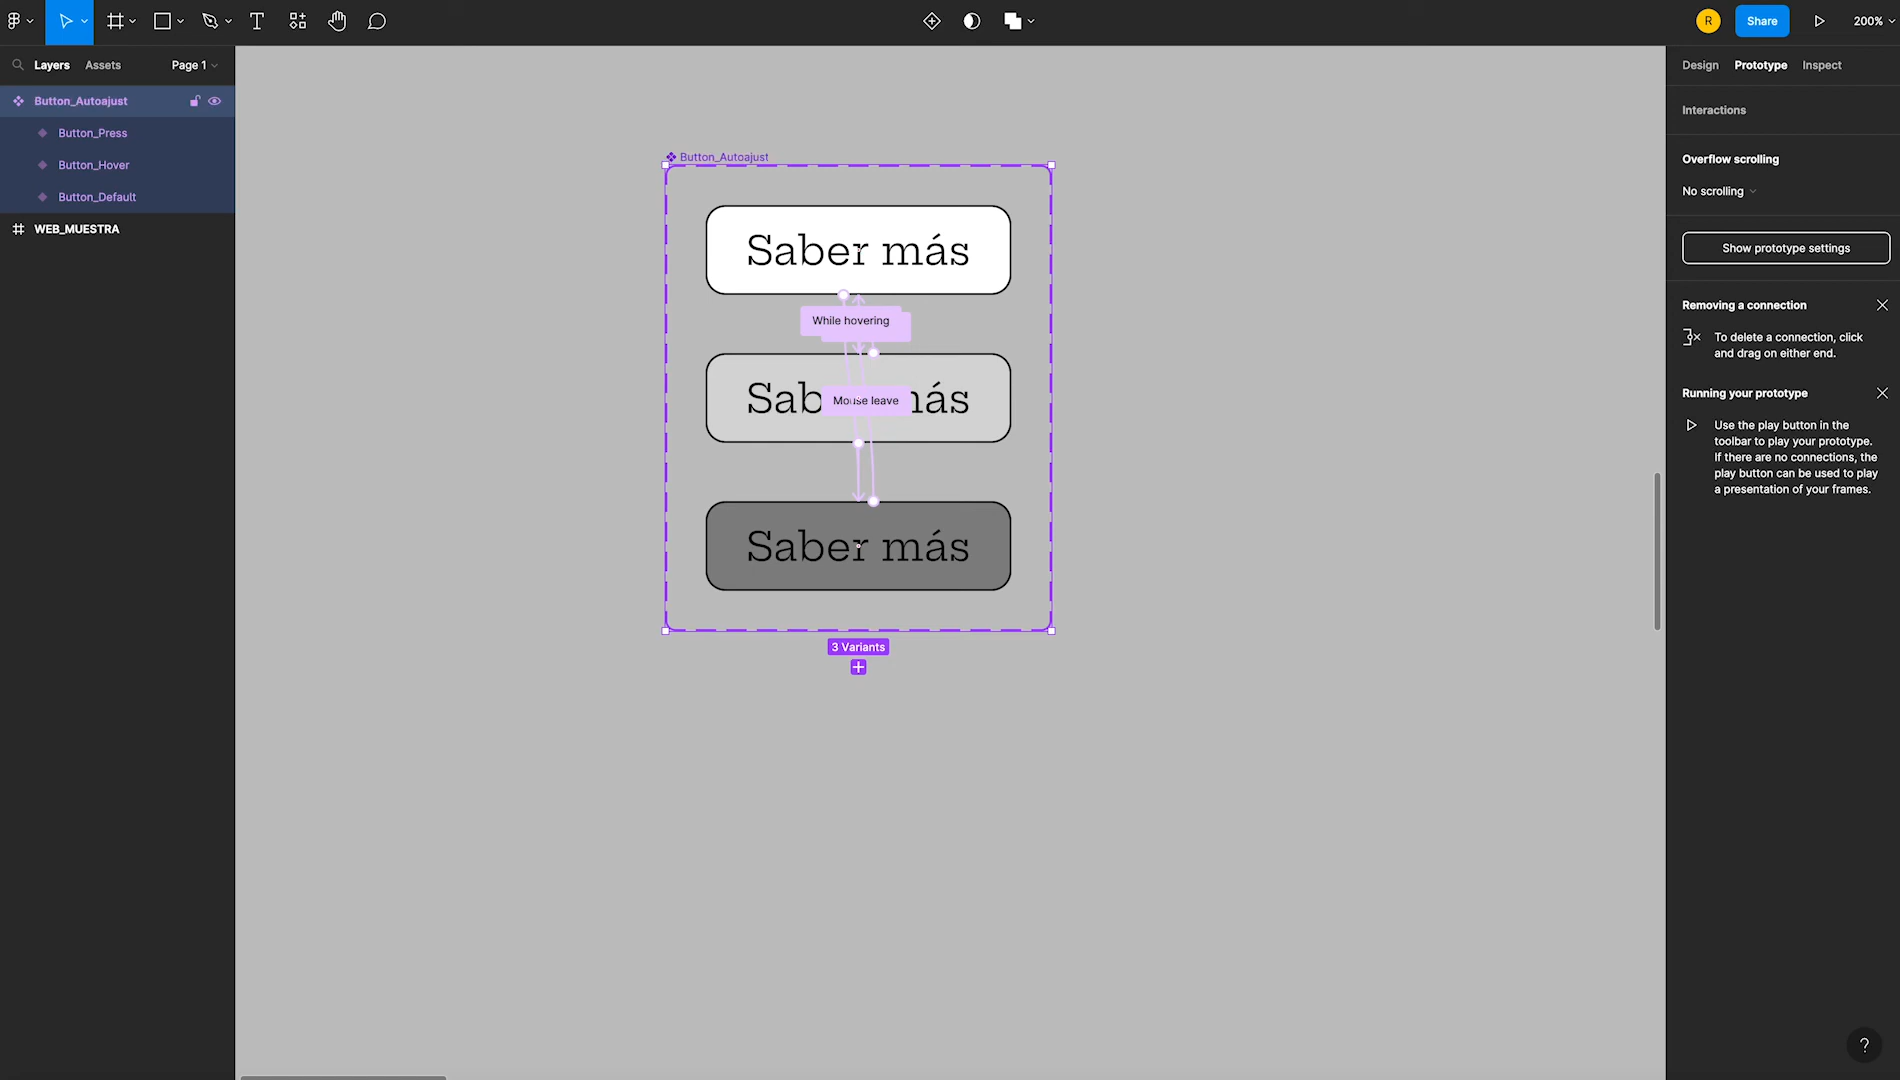 R
Share
200%
Layers
Assets
Page 1
Design
Prototype
Inspect
Button_Autoajust
Button_Press
Button_Hover
Button_Default
WEB_MUESTRA
Button_Autoajust
Saber más
While hovering
Saber más
Mouse leave
Saber más
3 Variants
Interactions
Overflow scrolling
No scrolling
Show prototype settings
Removing a connection
To delete a connection, click
and drag on either end.
Running your prototype
Use the play button in the
toolbar to play your prototype.
If there are no connections, the
play button can be used to play
a presentation of your frames.
?